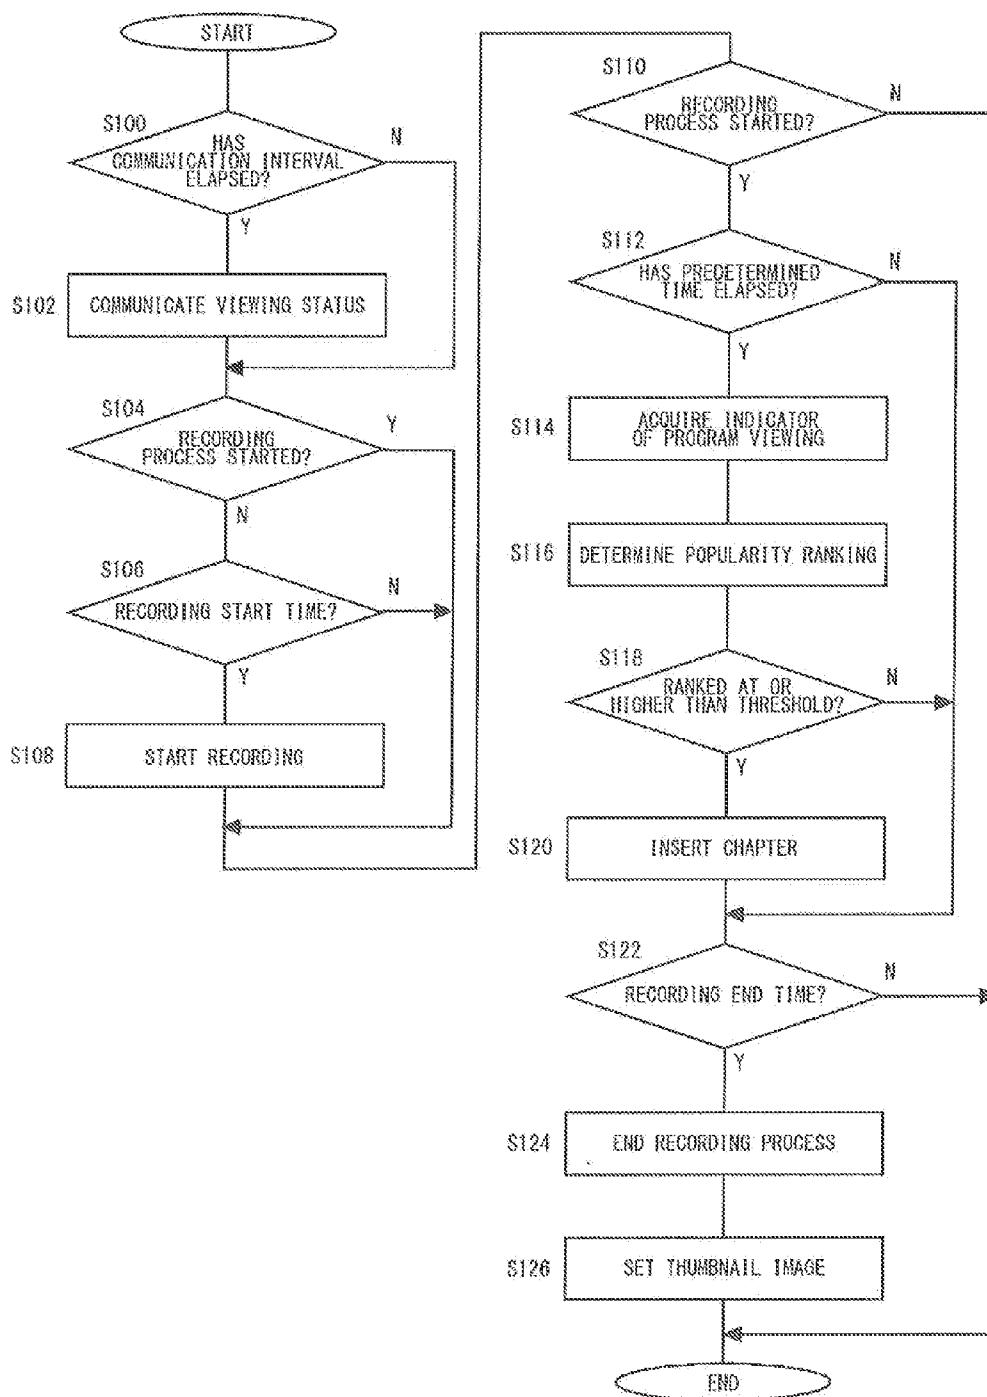 START
S100
HAS
COMMUNICATION INTERVAL
ELAPSED?
N
Y
S102
COMMUNICATE VIEWING STATUS
S104
RECORDING
PROCESS STARTED?
Y
N
S106
RECORDING START TIME?
N
Y
S108
START RECORDING
S110
RECORDING
PROCESS STARTED?
N
Y
S112
HAS PREDETERMINED
TIME ELAPSED?
N
Y
S114
ACQUIRE INDICATOR
OF PROGRAM VIEWING
S116
DETERMINE POPULARITY RANKING
S118
RANKED AT OR
HIGHER THAN THRESHOLD?
N
Y
S120
INSERT CHAPTER
S122
RECORDING END TIME?
N
Y
S124
END RECORDING PROCESS
S126
SET THUMBNAIL IMAGE
END